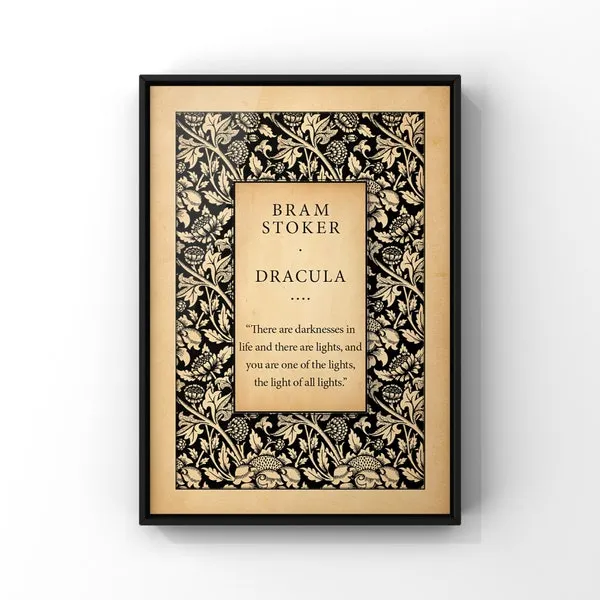 BRAM
STOKER
.
DRACULA
....
“There are darknesses in
life and there are lights, and
you are one of the lights,
the light of all lights.”